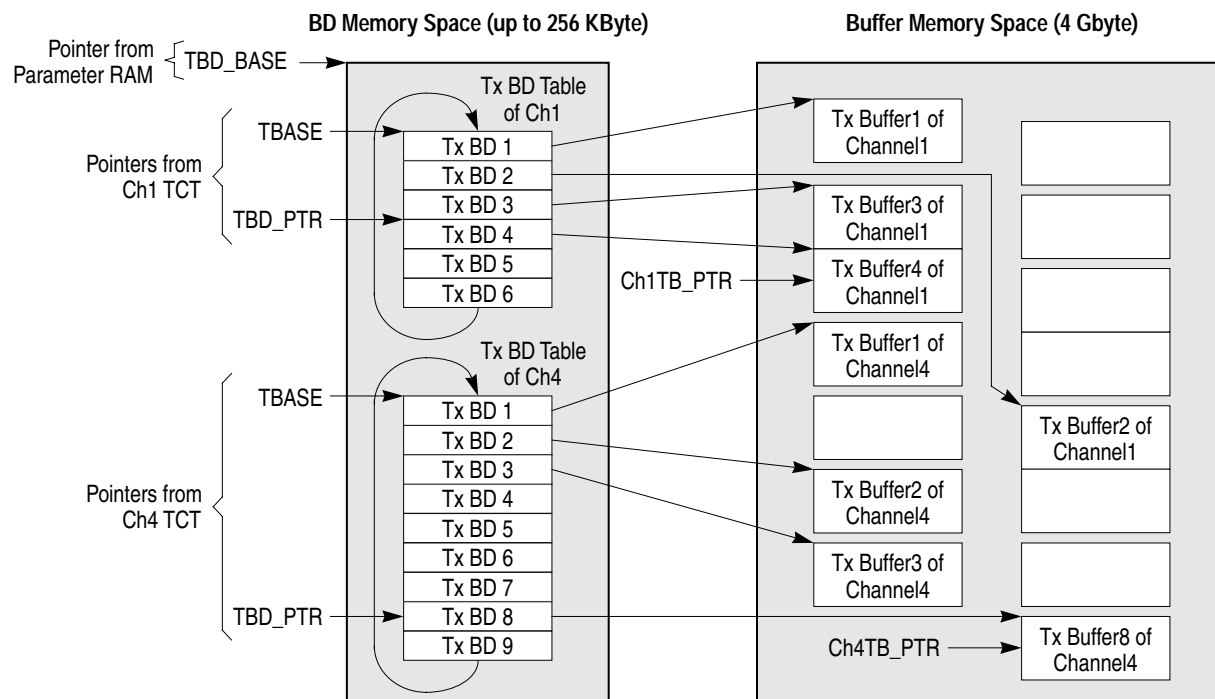 BD Memory Space (up to 256 KByte)
Buffer Memory Space (4 Gbyte)
Pointer from
Parameter RAM
TBD_BASE
Tx BD Table
of Ch1
TBASE
Pointers from
Ch1 TCT
TBD_PTR
Tx BD 1
Tx BD 2
Tx BD 3
Tx BD 4
Tx BD 5
Tx BD 6
Tx Buffer1 of
Channel1
Tx Buffer3 of
Channel1
Ch1TB_PTR
Tx Buffer4 of
Channel1
Tx BD Table
of Ch4
TBASE
Pointers from
Ch4 TCT
TBD_PTR
Tx BD 1
Tx BD 2
Tx BD 3
Tx BD 4
Tx BD 5
Tx BD 6
Tx BD 7
Tx BD 8
Tx BD 9
Tx Buffer1 of
Channel4
Tx Buffer2 of
Channel1
Tx Buffer2 of
Channel4
Tx Buffer3 of
Channel4
Ch4TB_PTR
Tx Buffer8 of
Channel4